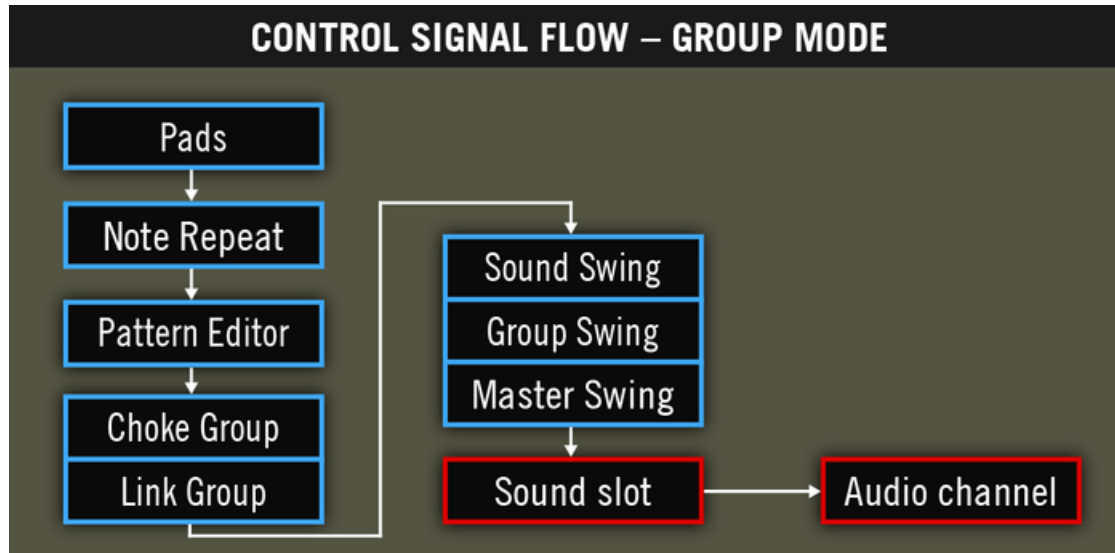 CONTROL SIGNAL FLOW – GROUP MODE
Pads
Note Repeat
Pattern Editor
Choke Group
Link Group
Sound Swing
Group Swing
Master Swing
Sound slot
Audio channel